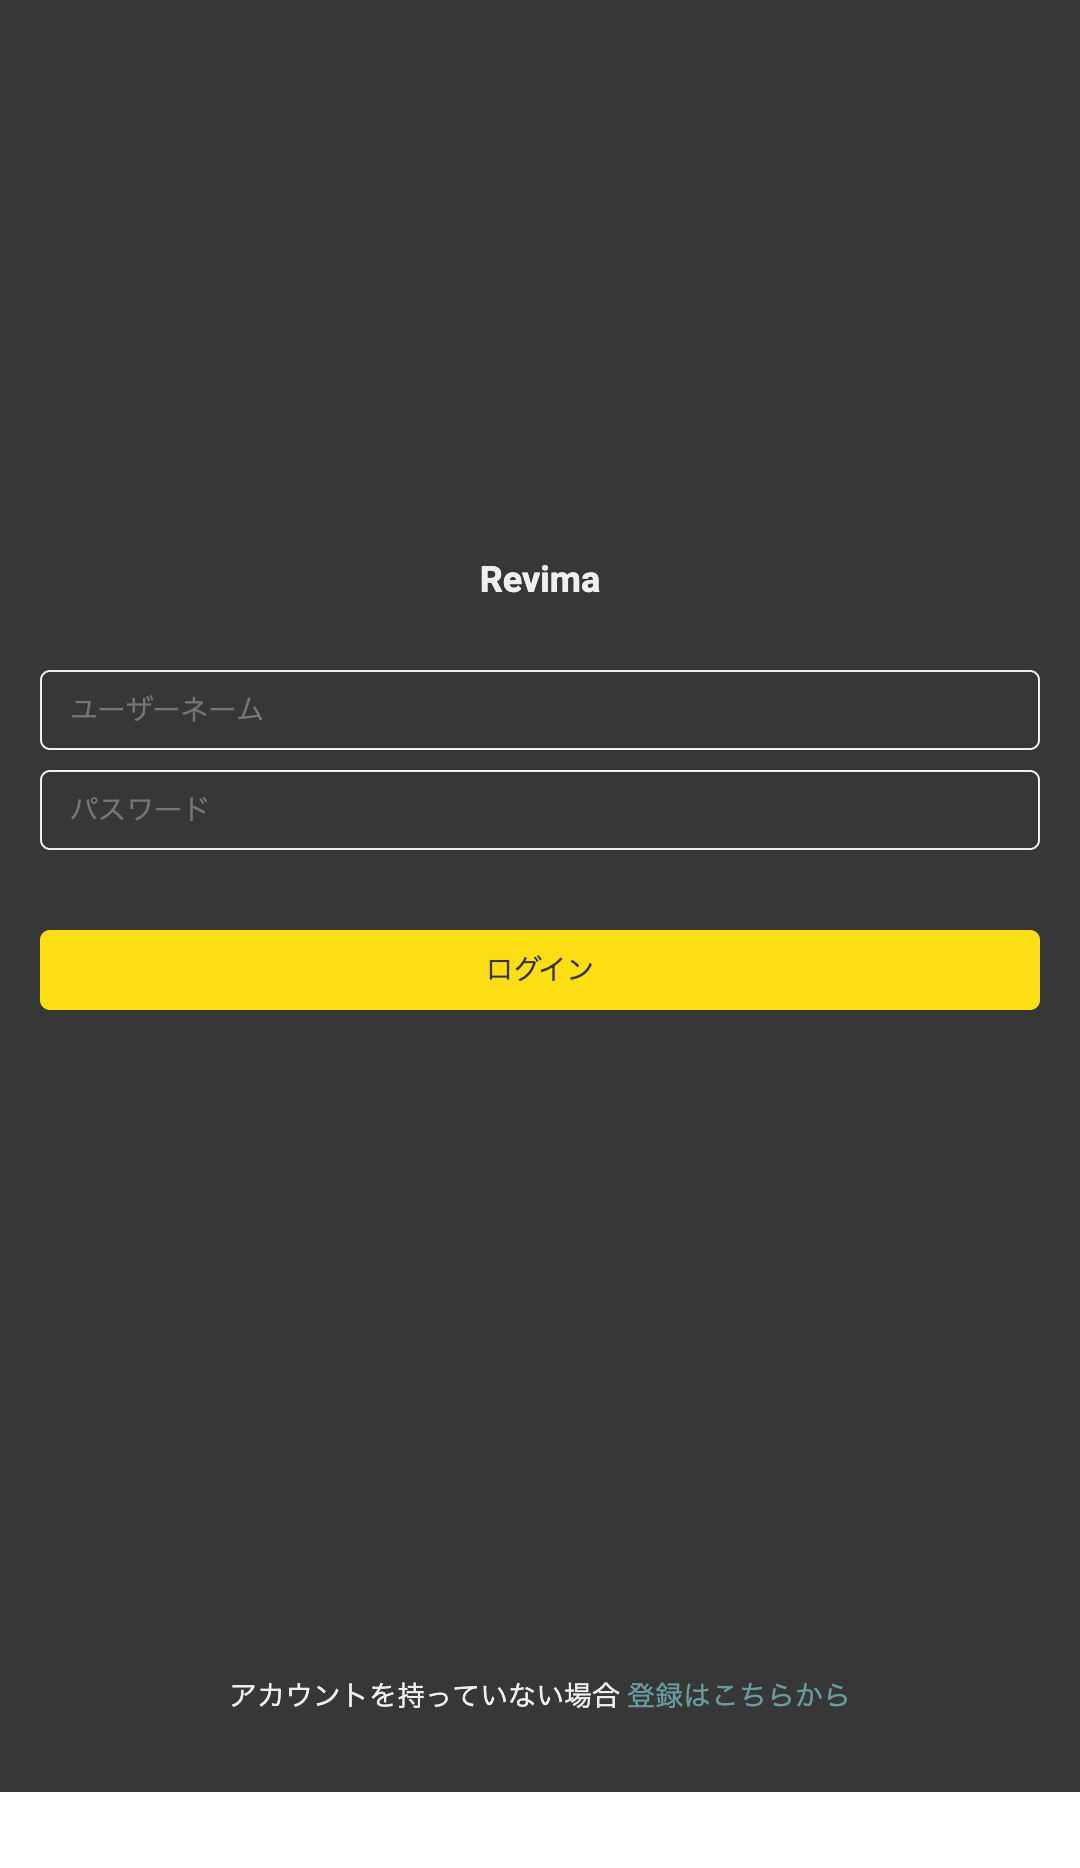 Revima
ユーザーネーム
パスワード
ログイン
アカウントを持っていない場合 登録はこちらから